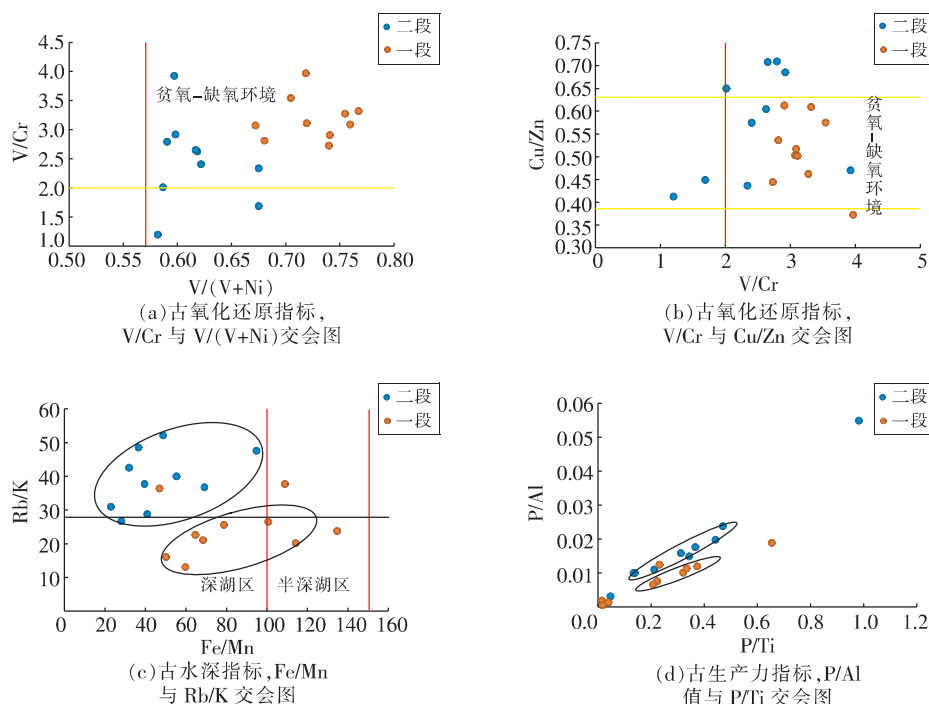 二段
一段
4.5
4.0
3.5
3.0
2.5
2.0
1.5
1.0
V/Cr
贫氧-缺氧环境
0.50 0.55 0.60 0.65 0.70 0.75 0.80
V/(V+Ni)
(a)古氧化还原指标,
V/Cr 与 V/(V+Ni)交会图
二段
一段
0.75
0.70
0.65
0.60
0.55
0.50
0.45
0.40
0.35
0.30
Cu/Zn
贫氧-缺氧环境
0 1 2 3 4 5
V/Cr
(b)古氧化还原指标,
V/Cr 与 Cu/Zn 交会图
二段
一段
60
50
40
30
20
10
Rb/K
深湖区 半深湖区
0 20 40 60 80 100 120 140 160
Fe/Mn
(c)古水深指标,Fe/Mn
与 Rb/K 交会图
二段
一段
0.06
0.05
0.04
0.03
0.02
0.01
P/Al
0.0 0.2 0.4 0.6 0.8 1.0 1.2
P/Ti
(d)古生产力指标,P/Al
值与 P/Ti 交会图